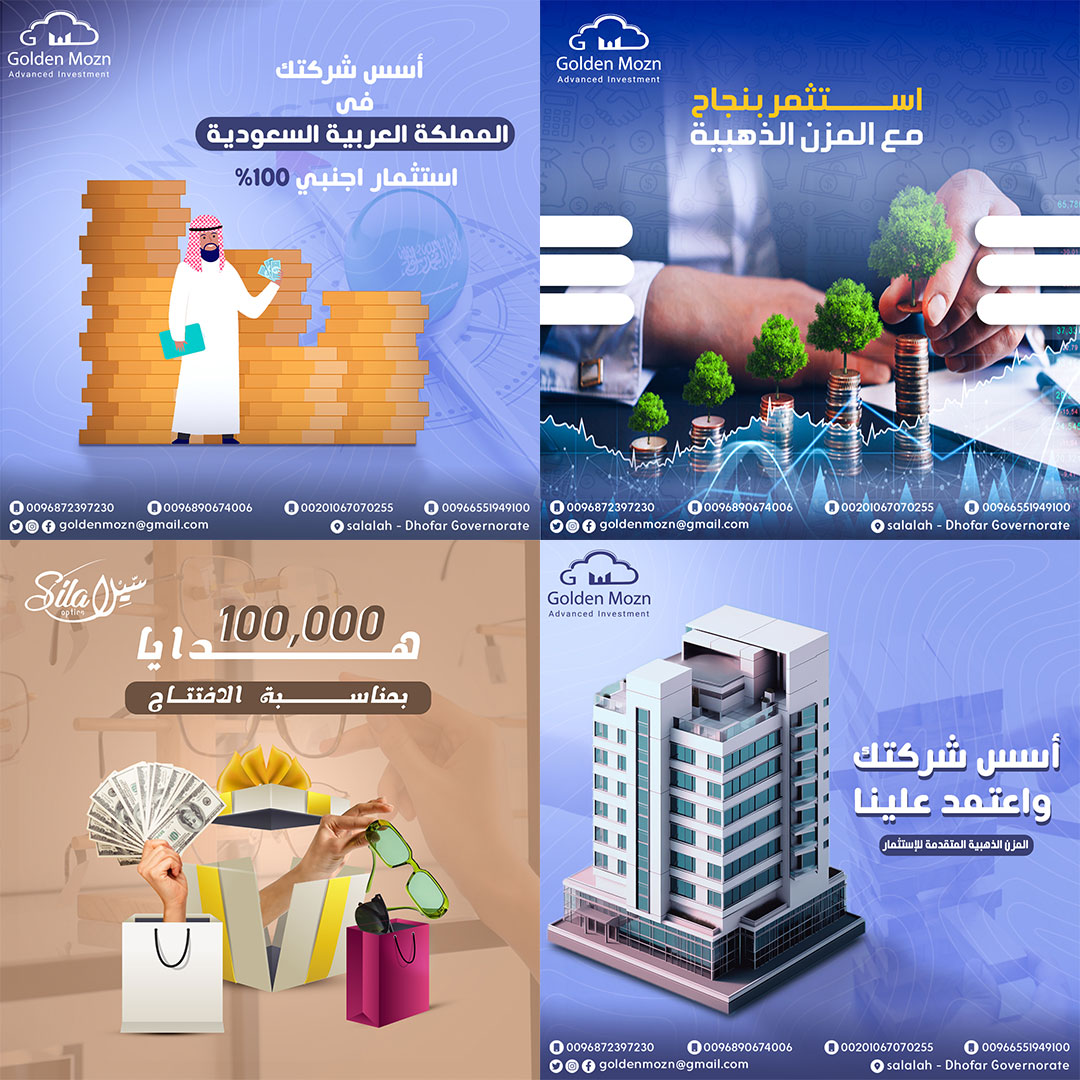 Golden Mozn
Advanced Investment
أسس شركتك
فى
المملكة العربية السعودية
استثمار اجنبي 100%
INVEST
0096872397230
0096890674006
00201067070255
00966551949100
goldenmozn@gmail.com
salalah - Dhofar Governorate
Golden Mozn
Advanced Investment
استثمر بنجاح
مع المزن الذهبية
0096872397230
0096890674006
00201067070255
00966551949100
goldenmozn@gmail.com
salalah - Dhofar Governorate
Sila
optics
سيلا
100,000
هدايا
بمناسبة الافتتاح
Golden Mozn
Advanced Investment
أسس شركتك
واعتمد علينا
المزن الذهبية المتقدمة للإستثمار
0096872397230
0096890674006
00201067070255
00966551949100
goldenmozn@gmail.com
salalah - Dhofar Governorate